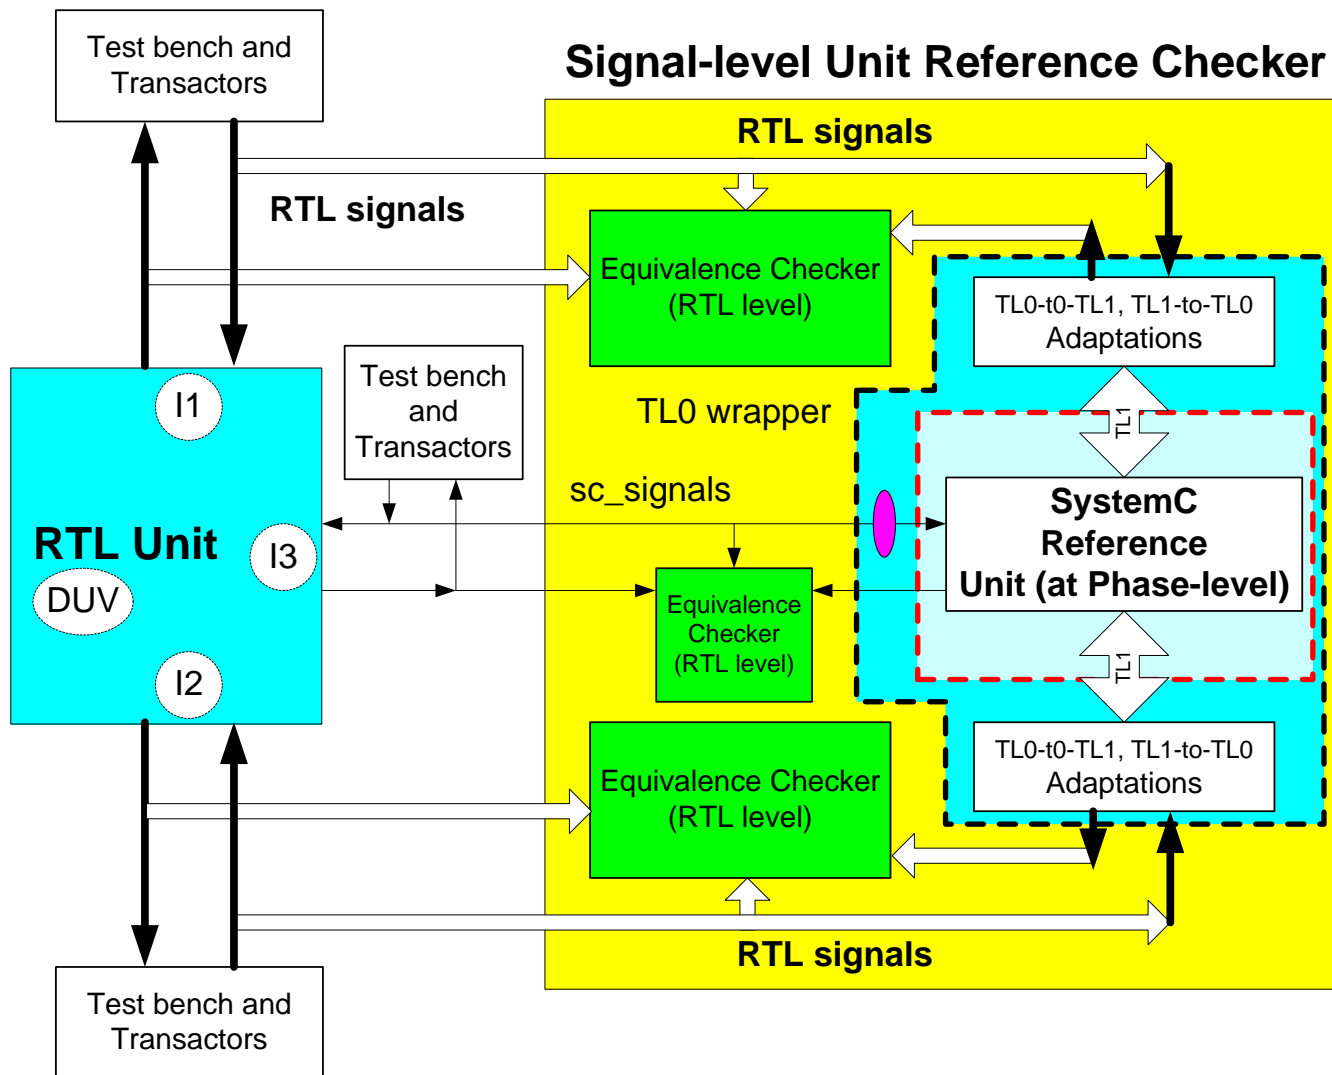 Test bench and
Transactors
Signal-level Unit Reference Checker
RTL signals
RTL signals
Equivalence Checker
(RTL level)
TL0-t0-TL1, TL1-to-TL0
Adaptations
I1
Test bench
and
Transactors
TL0 wrapper
TL1
sc_signals
SystemC
Reference
Unit (at Phase-level)
RTL Unit
I3
DUV
Equivalence
Checker
(RTL level)
TL1
I2
TL0-t0-TL1, TL1-to-TL0
Adaptations
Equivalence Checker
(RTL level)
RTL signals
Test bench and
Transactors